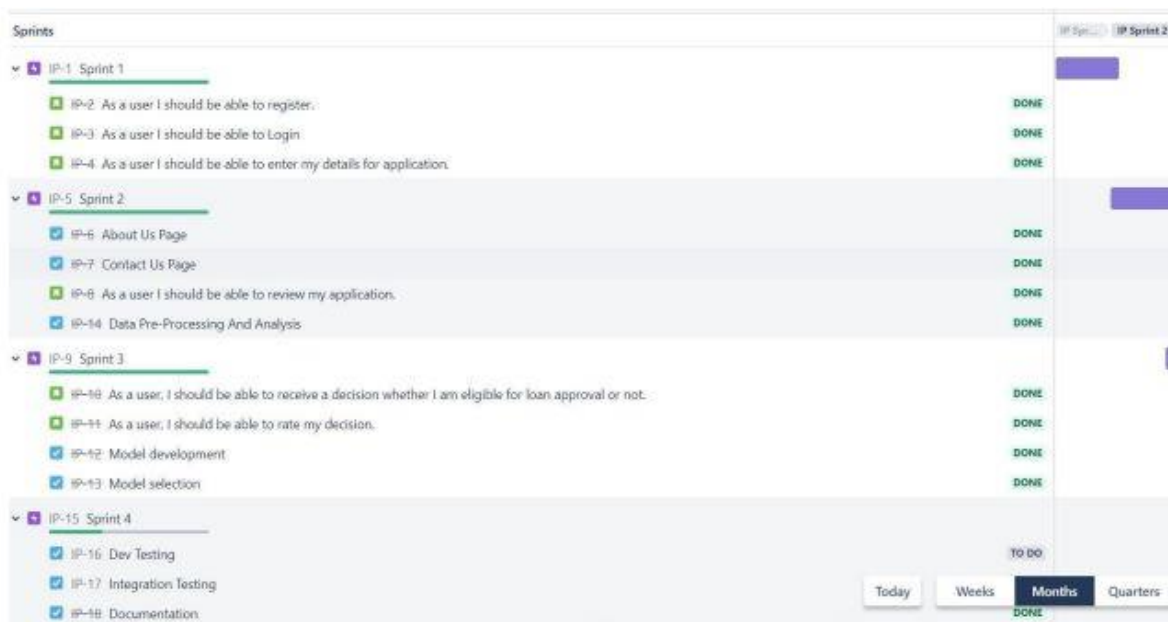 Sprints
IP Spr... IP Sprint 2
IP-1 Sprint 1
IP-2 As a user I should be able to register. DONE
IP-3 As a user I should be able to Login DONE
IP-4 As a user I should be able to enter my details for application. DONE
IP-5 Sprint 2
IP-6 About Us Page DONE
IP-7 Contact Us Page DONE
IP-8 As a user I should be able to review my application. DONE
IP-14 Data Pre-Processing And Analysis DONE
IP-9 Sprint 3
IP-10 As a user, I should be able to receive a decision whether I am eligible for loan approval or not. DONE
IP-11 As a user, I should be able to rate my decision. DONE
IP-12 Model development DONE
IP-13 Model selection DONE
IP-15 Sprint 4
IP-16 Dev Testing TO DO
IP-17 Integration Testing
Today Weeks Months Quarters
IP-18 Documentation DONE